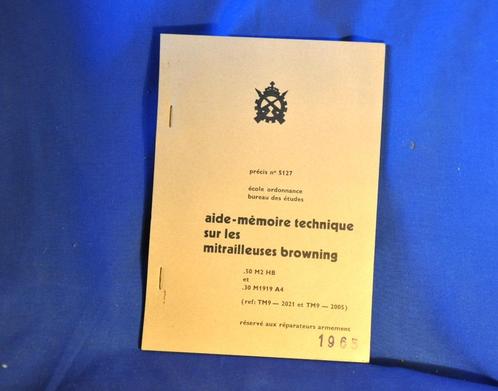 précis nº 5127
école ordonnance
bureau des études
aide-mémoire technique
sur les
mitrailleuses browning
.50 M2 HB
et
.30 M1919 A4
(ref: TM9 — 2021 et TM9 — 2005)
réservé aux réparateurs armement
1965